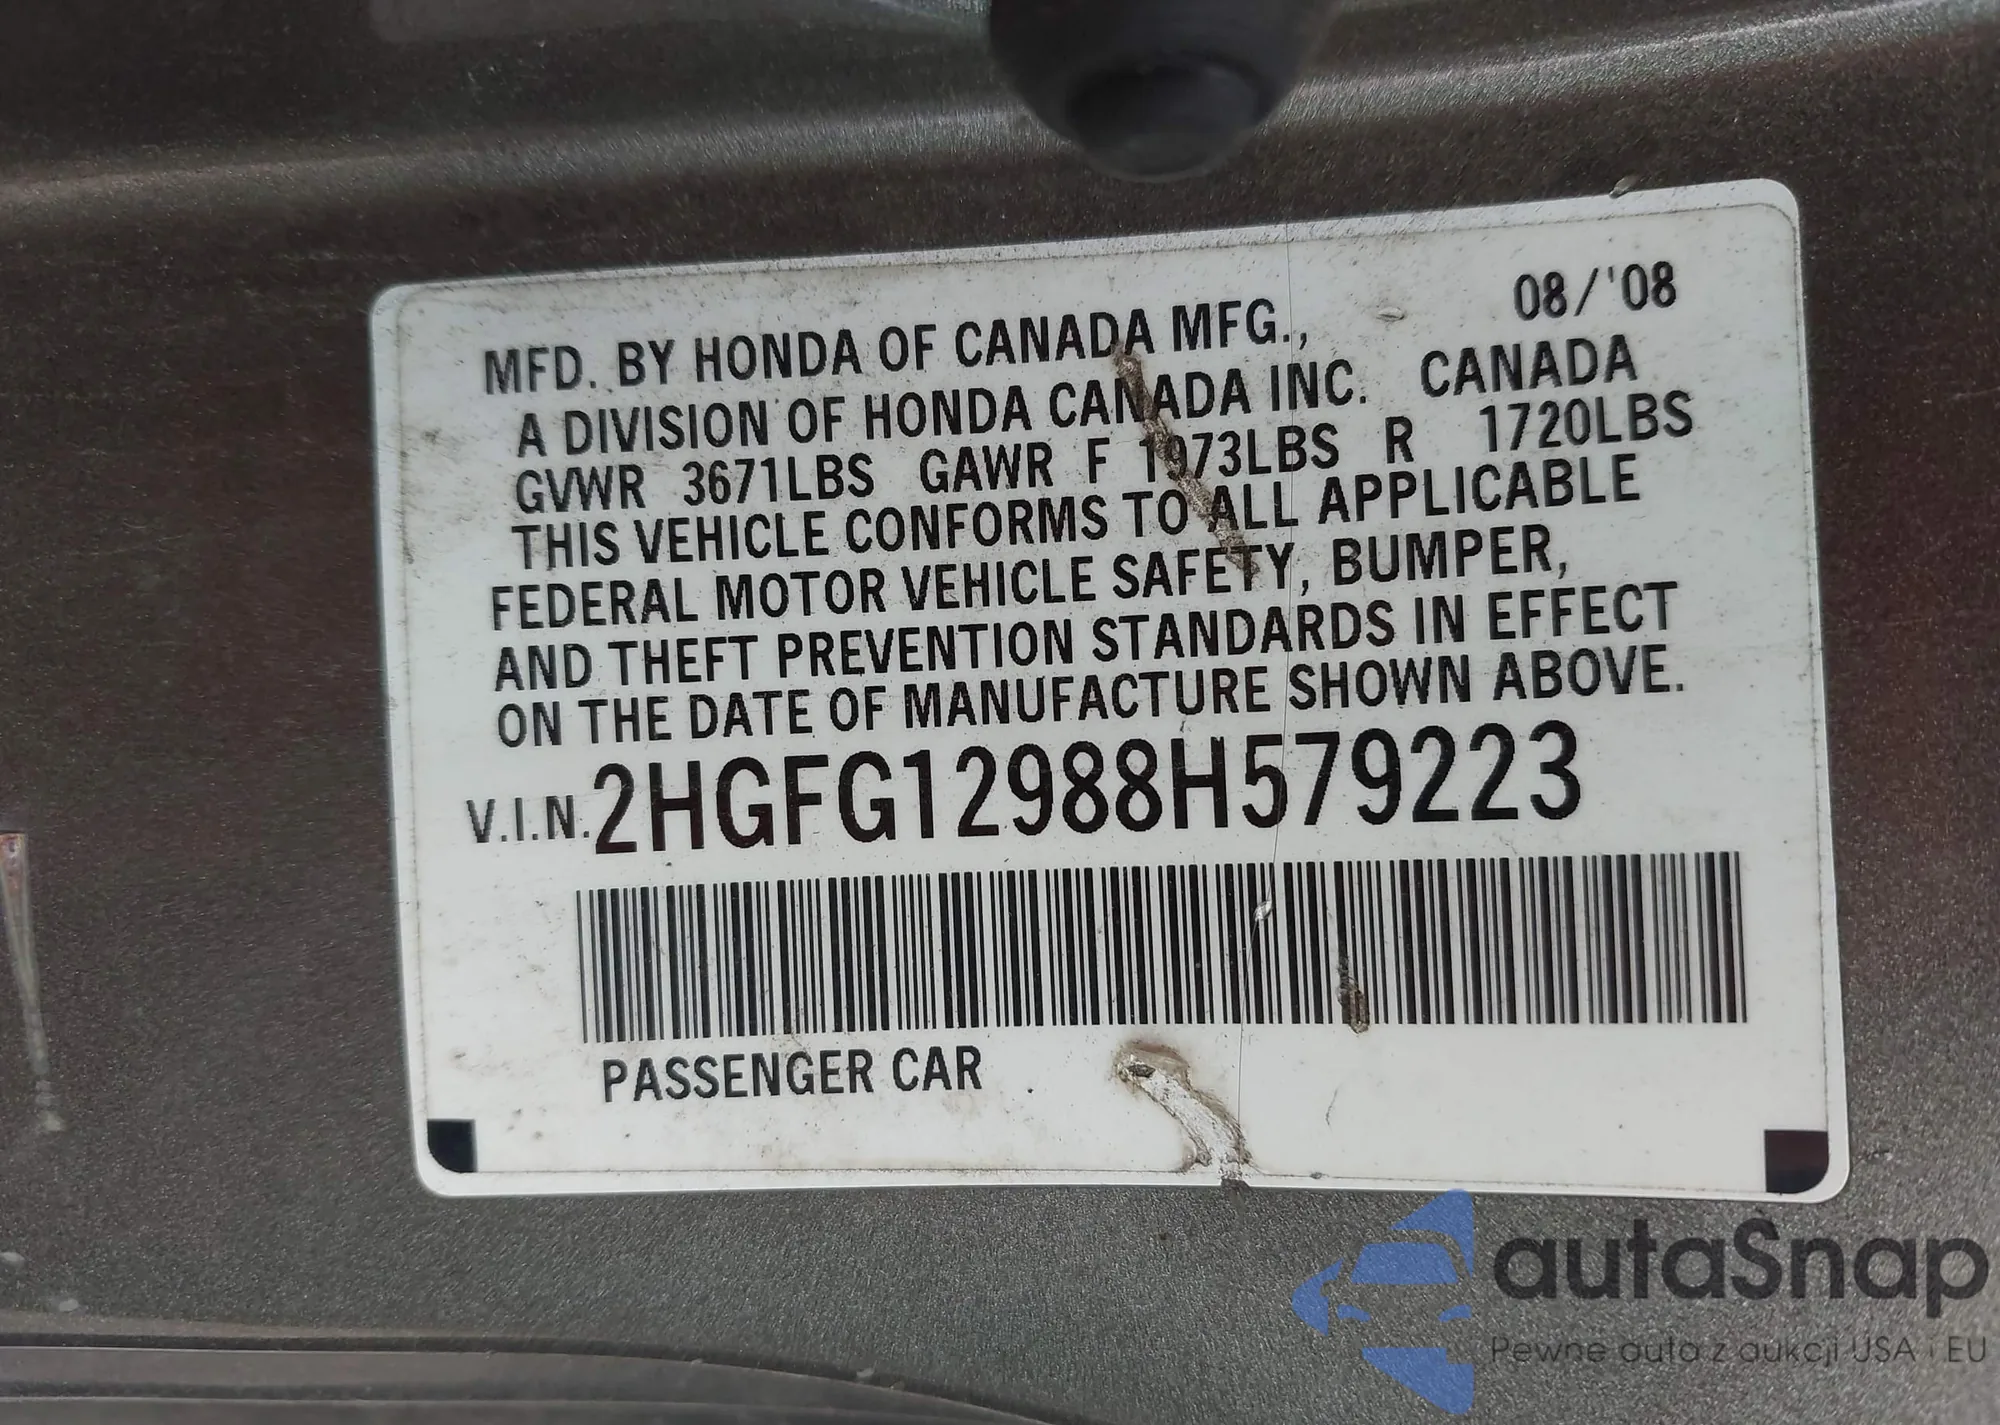 08/'08
MFD. BY HONDA OF CANADA MFG.,
A DIVISION OF HONDA CANADA INC. CANADA
GVWR 3671LBS GAWR F 1973LBS R 1720LBS
THIS VEHICLE CONFORMS TO ALL APPLICABLE
FEDERAL MOTOR VEHICLE SAFETY, BUMPER,
AND THEFT PREVENTION STANDARDS IN EFFECT
ON THE DATE OF MANUFACTURE SHOWN ABOVE.
V.I.N. 2HGFG12988H579223
PASSENGER CAR
autaSnap
Pewne auta z aukcji USA i EU